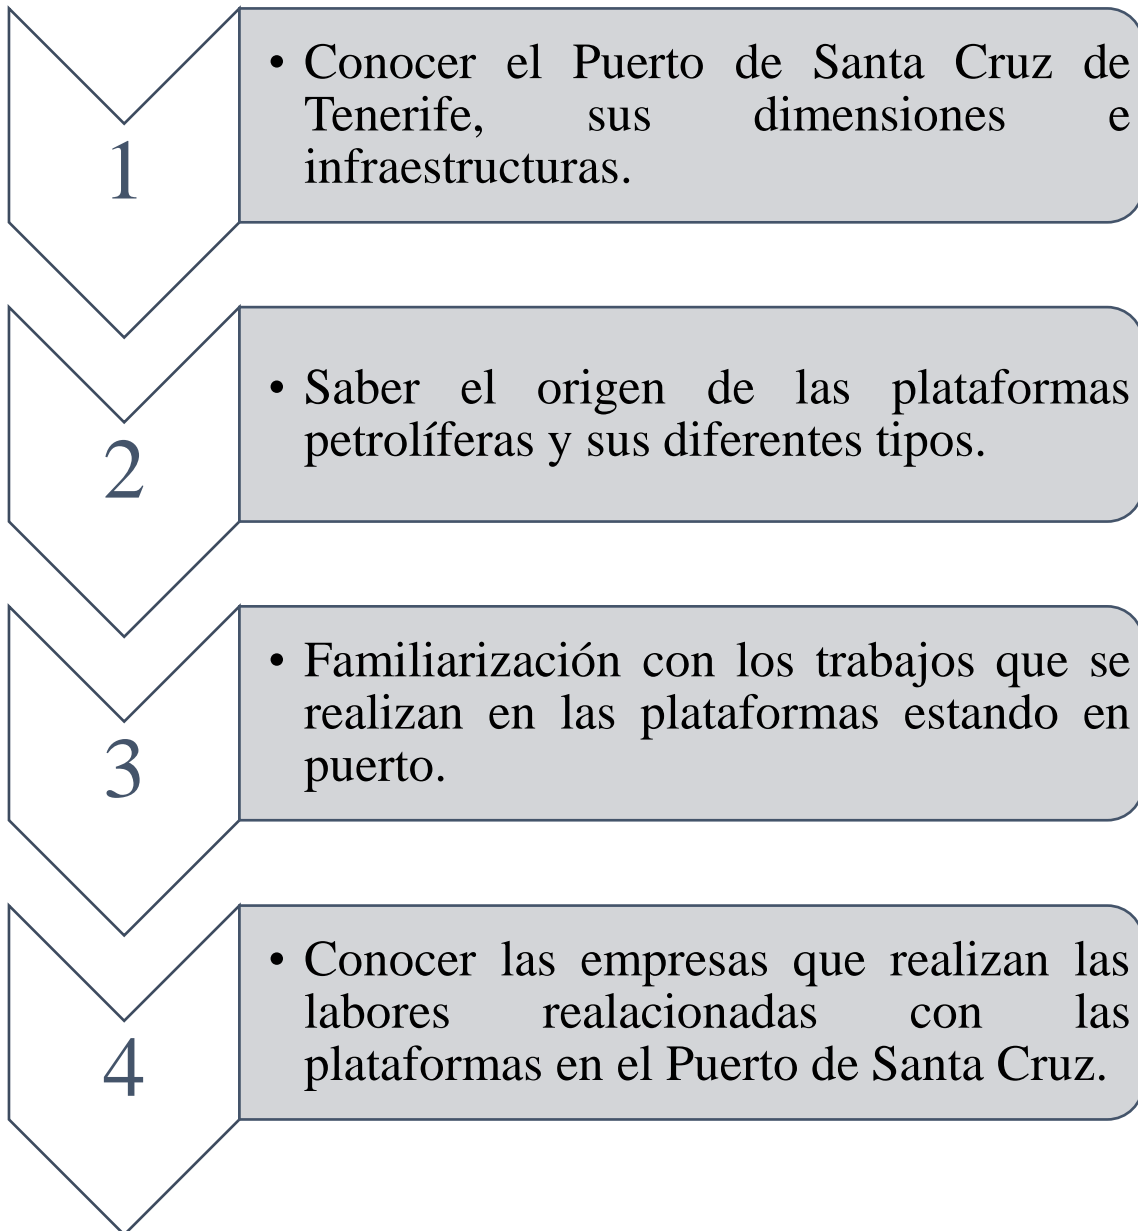 1
• Conocer el Puerto de Santa Cruz de
Tenerife, sus dimensiones e
infraestructuras.
2
• Saber el origen de las plataformas
petrolíferas y sus diferentes tipos.
3
• Familiarización con los trabajos que se
realizan en las plataformas estando en
puerto.
4
• Conocer las empresas que realizan las
labores realacionadas con las
plataformas en el Puerto de Santa Cruz.